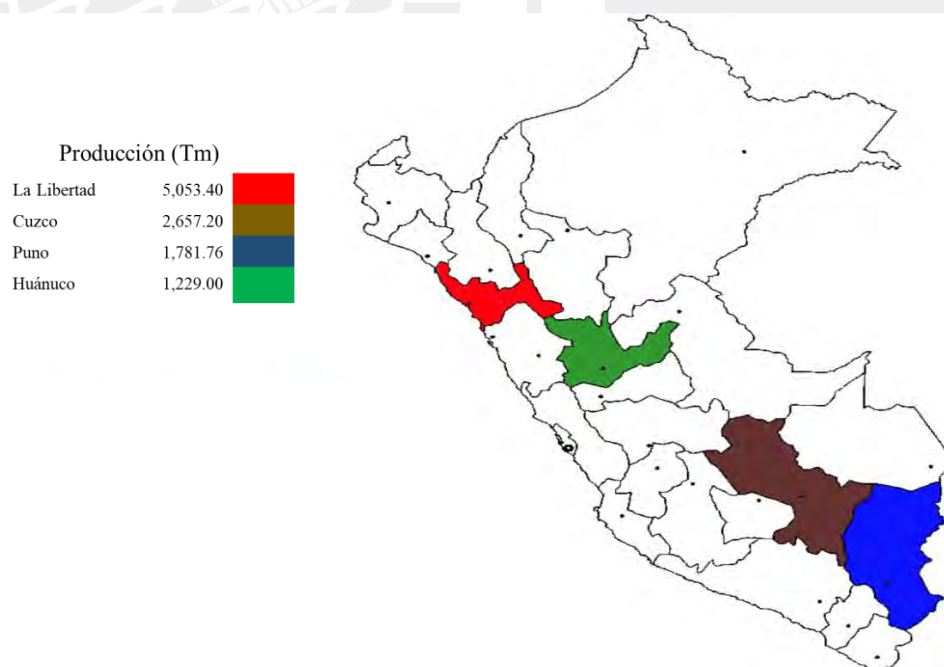 Producción (Tm)
La Libertad 5,053.40
Cuzco 2,657.20
Puno 1,781.76
Huánuco 1,229.00